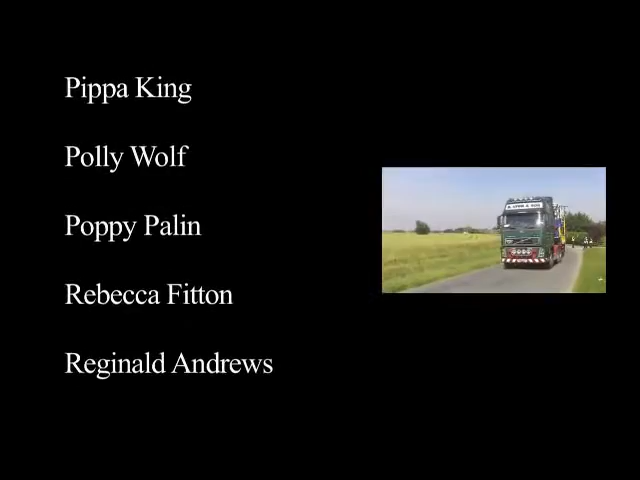 Pippa King
Polly Wolf
Poppy Palin
Rebecca Fitton
Reginald Andrews